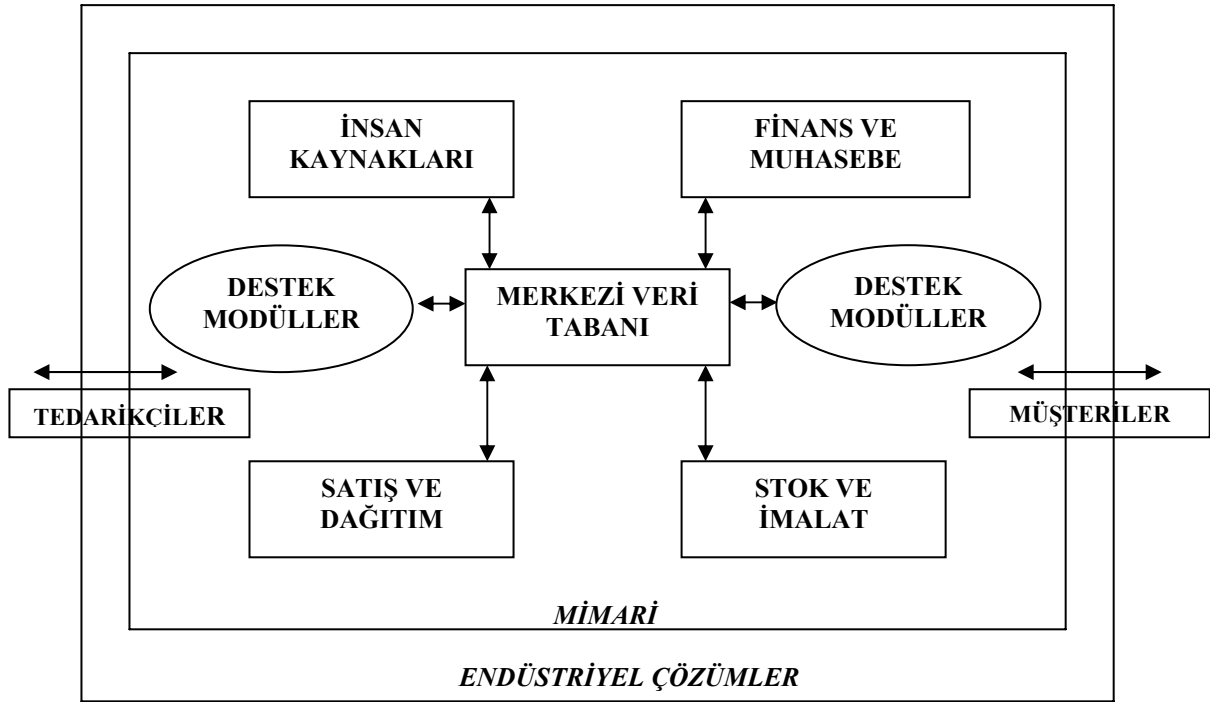 İNSAN
KAYNAKLARI
FİNANS VE
MUHASEBE
DESTEK
MODÜLLER
MERKEZİ VERİ
TABANI
DESTEK
MODÜLLER
TEDARİKÇİLER
MÜŞTERİLER
SATIŞ VE
DAĞITIM
STOK VE
İMALAT
MİMARİ
ENDÜSTRİYEL ÇÖZÜMLER